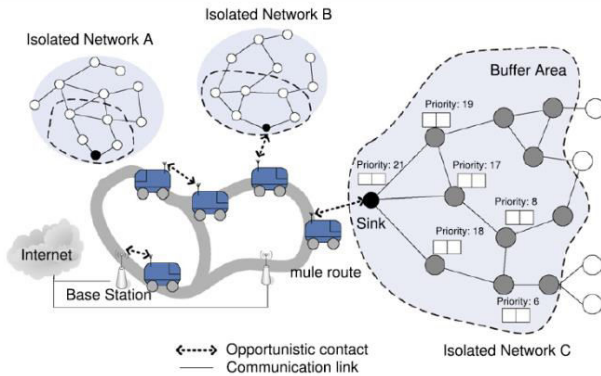 Isolated Network A
Isolated Network B
Buffer Area
Priority: 19
Priority: 21
Priority: 17
Priority: 8
Sink
Priority: 18
Internet
mule route
Base Station
Priority: 6
Opportunistic contact
Communication link
Isolated Network C